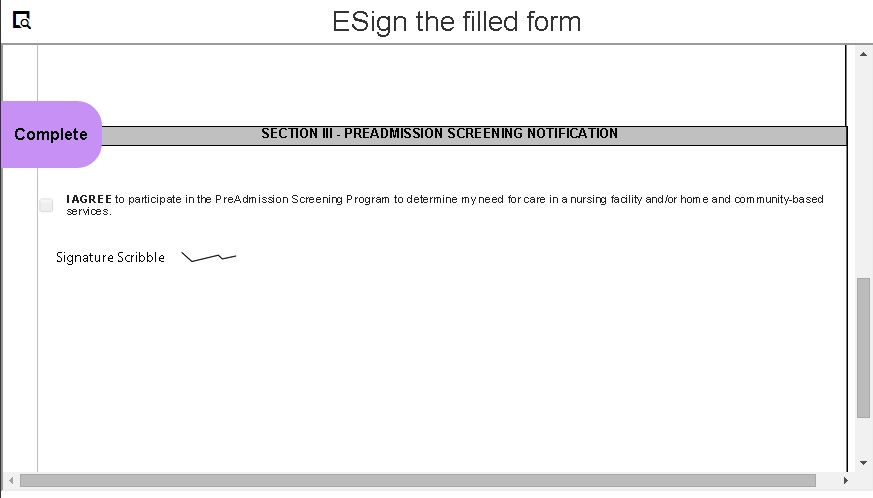 ESign the filled form
Complete
SECTION III - PREADMISSION SCREENING NOTIFICATION
I AGREE to participate in the PreAdmission Screening Program to determine my need for care in a nursing facility and/or home and community-based
services.
Signature Scribble